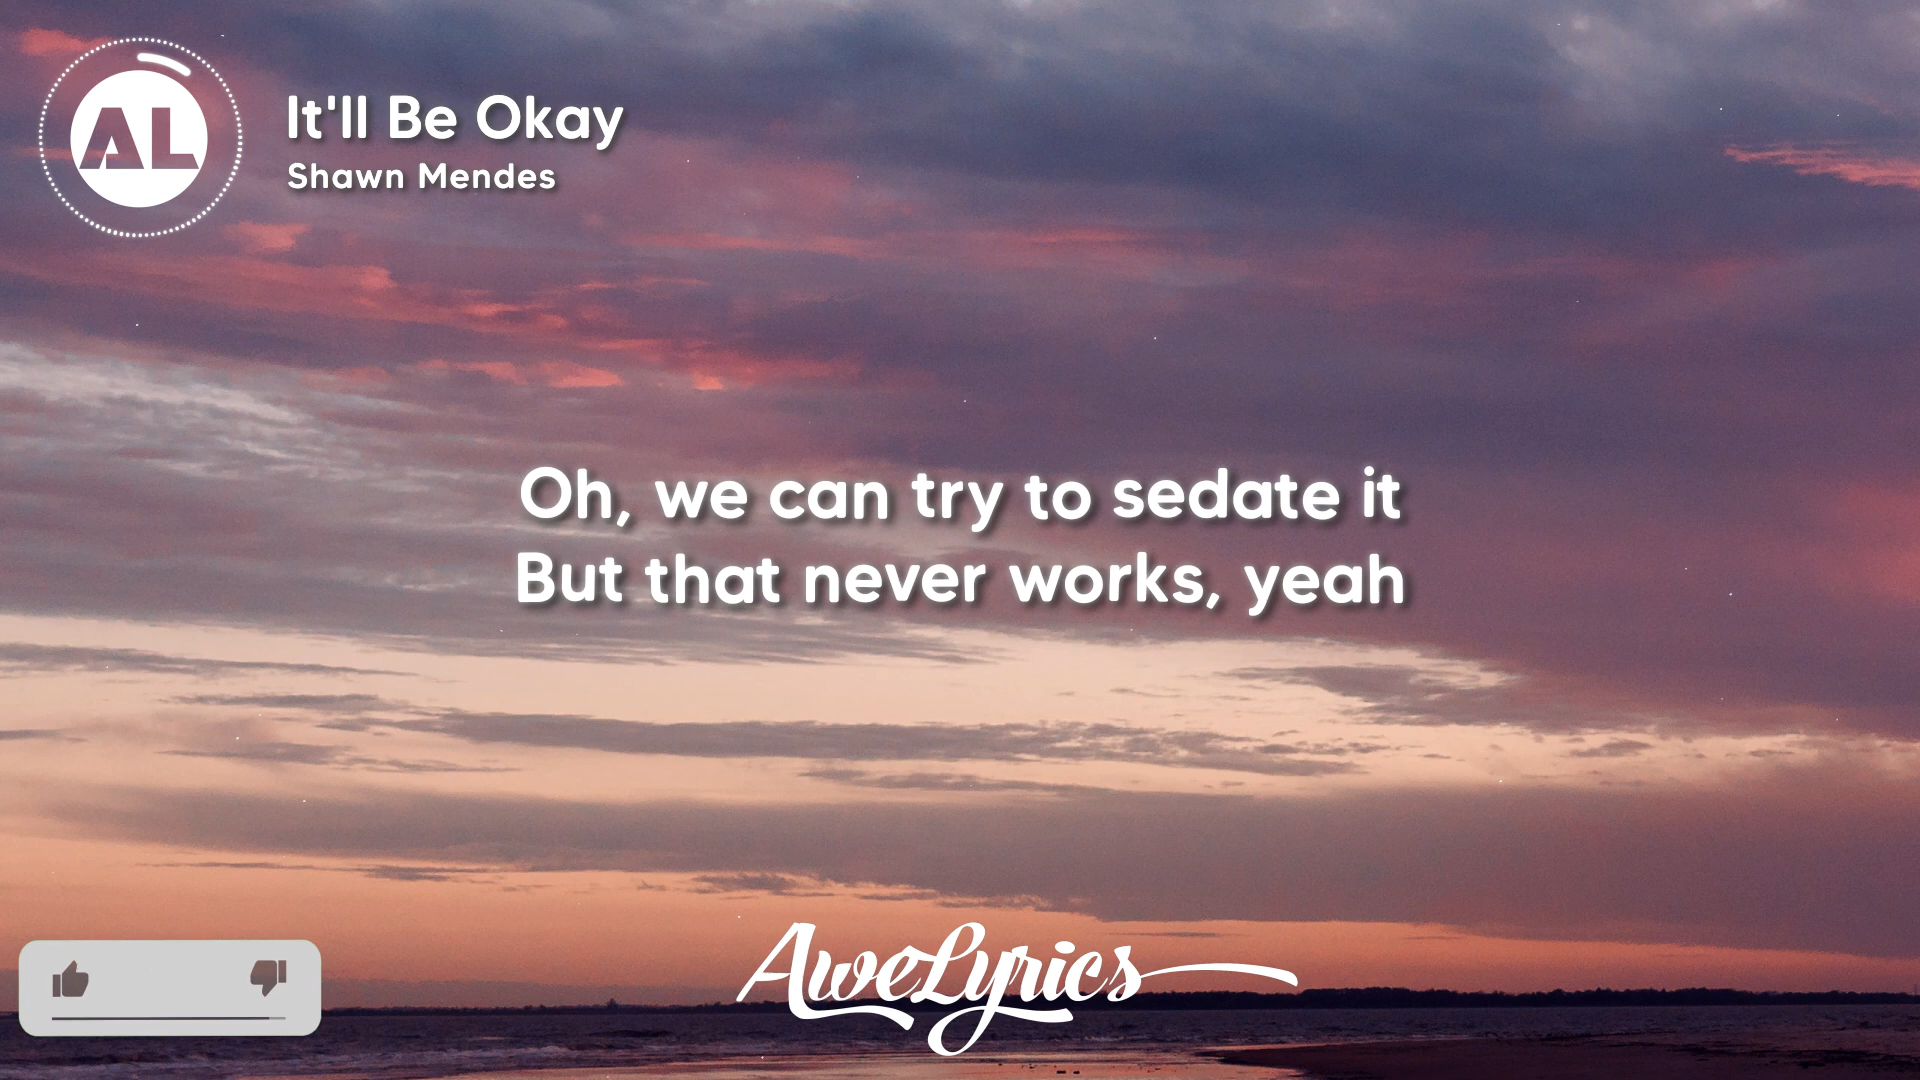 AL
It'll Be Okay
Shawn Mendes
Oh, we can try to sedate it
But that never works, yeah
AweLyrics